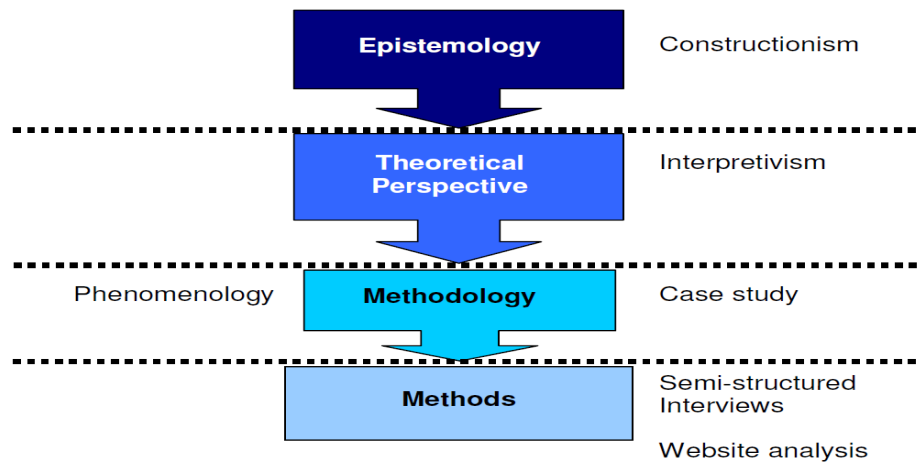 Epistemology
Constructionism
Theoretical
Perspective
Interpretivism
Phenomenology
Methodology
Case study
Methods
Semi-structured
Interviews
Website analysis